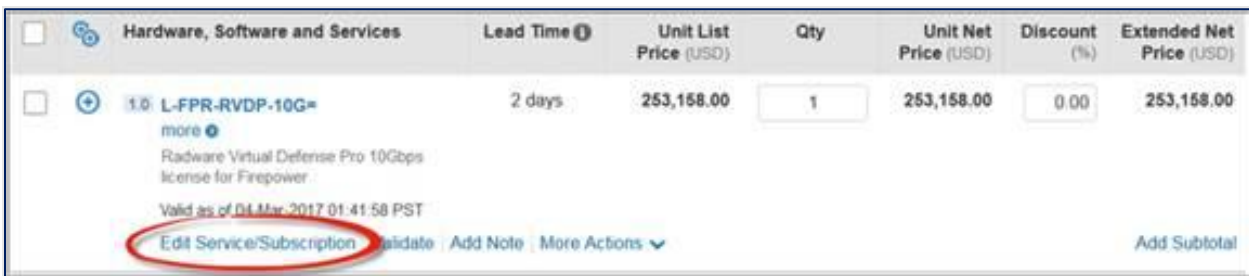 Hardware, Software and Services Lead Time Unit List Price (USD) Qty Unit Net Price (USD) Discount (%) Extended Net Price (USD)
1.0 L-FPR-RVDP-10G= 2 days 253,158.00 1 253,158.00 0.00 253,158.00
more
Radware Virtual Defense Pro 10Gbps
license for Firepower
Valid as of 04-Mar-2017 01:41:58 PST
Edit Service/Subscription Validate Add Note More Actions Add Subtotal